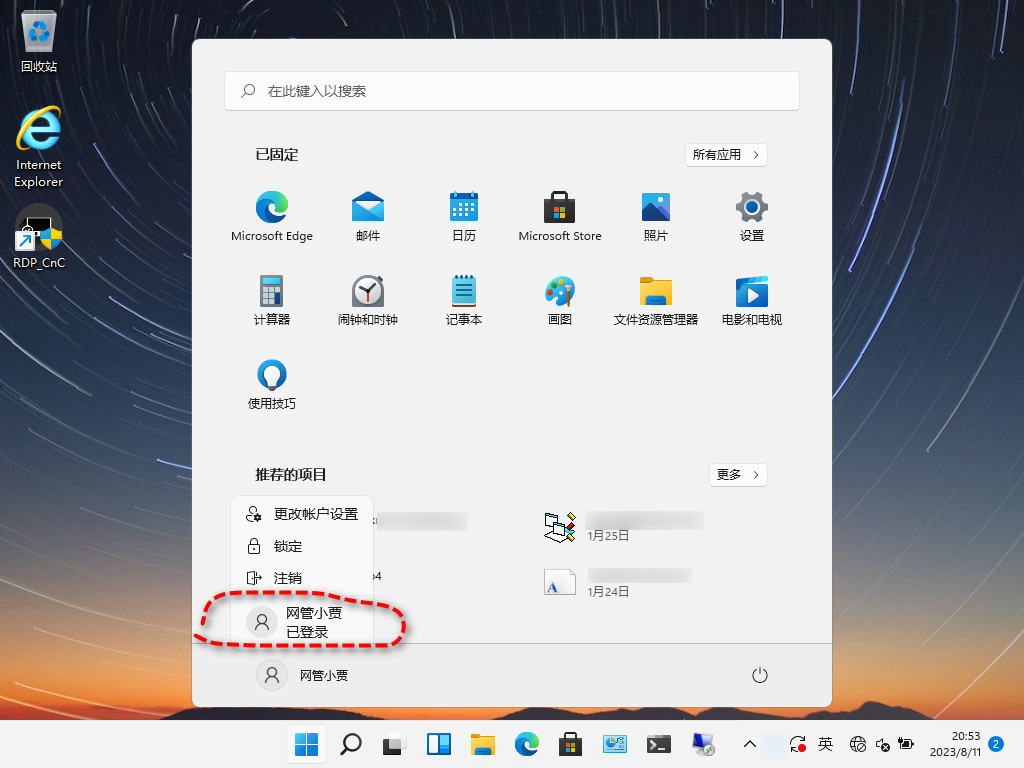 回收站
Internet
Explorer
RDP_CnC
在此键入以搜索
已固定
所有应用
Microsoft Edge
邮件
日历
Microsoft Store
照片
设置
计算器
闹钟和时钟
记事本
画图
文件资源管理器
电影和电视
使用技巧
推荐的项目
更多
更改帐户设置
锁定
注销
网管小贾
已登录
1月25日
1月24日
网管小贾
英
20:53
2023/8/11
2